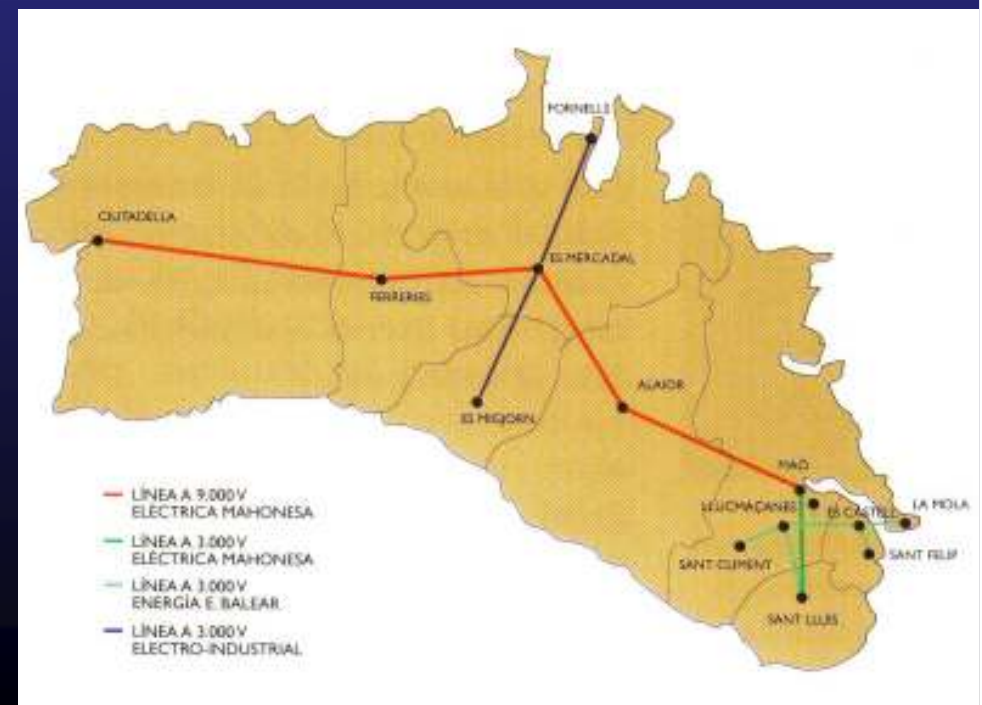 FORNELLS
CIUTADELLA
ES MERCADAL
FERRERIES
ALAIOR
ES MIGJORN
MAÓ
LLUCMAÇANES
ES CASTELL
LA MOLA
SANT CLIMENT
SANT FELIP
SANT LLUIS
LÍNEA A 9.000 V
ELÉCTRICA MAHONESA
LÍNEA A 3.000 V
ELÉCTRICA MAHONESA
LÍNEA A 3.000 V
ENERGÍA E. BALEAR
LÍNEA A 3.000 V
ELECTRO-INDUSTRIAL